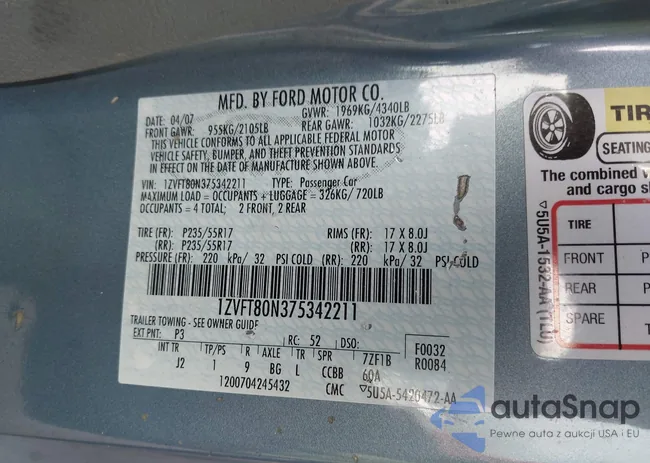 MFD. BY FORD MOTOR CO.
DATE: 04/07 GVWR: 1969KG/4340LB
FRONT GAWR: 955KG/2105LB REAR GAWR: 1032KG/2275LB
THIS VEHICLE CONFORMS TO ALL APPLICABLE FEDERAL MOTOR
VEHICLE SAFETY, BUMPER, AND THEFT PREVENTION STANDARDS
IN EFFECT ON THE DATE OF MANUFACTURE SHOWN ABOVE.
VIN: 1ZVFT80N375342211 TYPE: Passenger Car
MAXIMUM LOAD = OCCUPANTS + LUGGAGE = 326KG/720LB
OCCUPANTS = 4 TOTAL; 2 FRONT, 2 REAR
TIRE (FR): P235/55R17 RIMS (FR): 17 X 8.0J
(RR): P235/55R17 (RR): 17 X 8.0J
PRESSURE (FR): 220 kPa/ 32 PSI COLD (RR): 220 kPa/ 32 PSI COLD
1ZVFT80N375342211
TRAILER TOWING - SEE OWNER GUIDE
EXT PNT: P3 RC: 52 DSO: F0032
INT TR TP/PS R AXLE TR SPR 7ZF1B R0084
J2 1 9 BG L CCBB 60A
1200704245432 CMC ▽5U5A-5420472-AA
TIR
SEATING
The combined
and cargo
TIRE
FRONT P
REAR P
SPARE T
▽5U5A-1532-AA (1L0)
autoSnap
Pewne auta z aukcji USA i EU